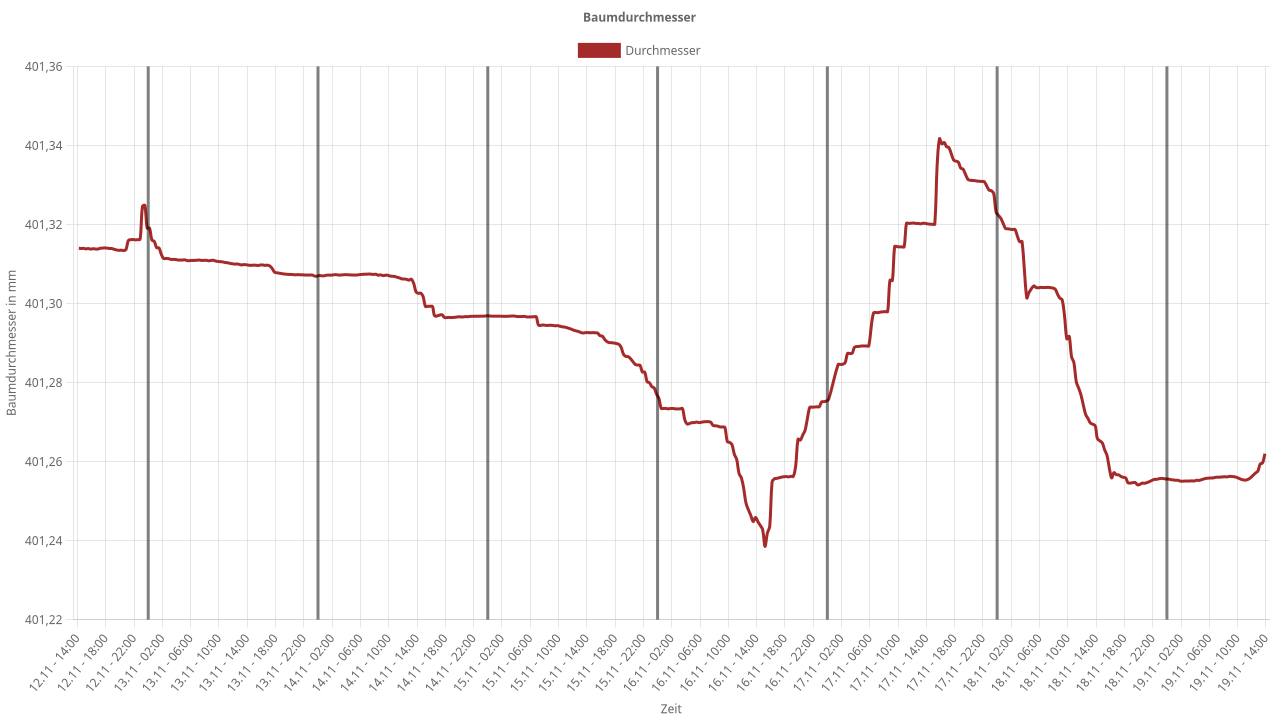 Baumdurchmesser
Durchmesser
Baumdurchmesser in mm
401,36
401,34
401,32
401,30
401,28
401,26
401,24
401,22
12.11 - 14:00
12.11 - 18:00
12.11 - 22:00
13.11 - 02:00
13.11 - 06:00
13.11 - 10:00
13.11 - 14:00
13.11 - 18:00
13.11 - 22:00
14.11 - 02:00
14.11 - 06:00
14.11 - 10:00
14.11 - 14:00
14.11 - 18:00
14.11 - 22:00
15.11 - 02:00
15.11 - 06:00
15.11 - 10:00
15.11 - 14:00
15.11 - 18:00
15.11 - 22:00
16.11 - 02:00
16.11 - 06:00
16.11 - 10:00
16.11 - 14:00
16.11 - 18:00
16.11 - 22:00
17.11 - 02:00
17.11 - 06:00
17.11 - 10:00
17.11 - 14:00
17.11 - 18:00
17.11 - 22:00
18.11 - 02:00
18.11 - 06:00
18.11 - 10:00
18.11 - 14:00
18.11 - 18:00
18.11 - 22:00
19.11 - 02:00
19.11 - 06:00
19.11 - 10:00
19.11 - 14:00
Zeit